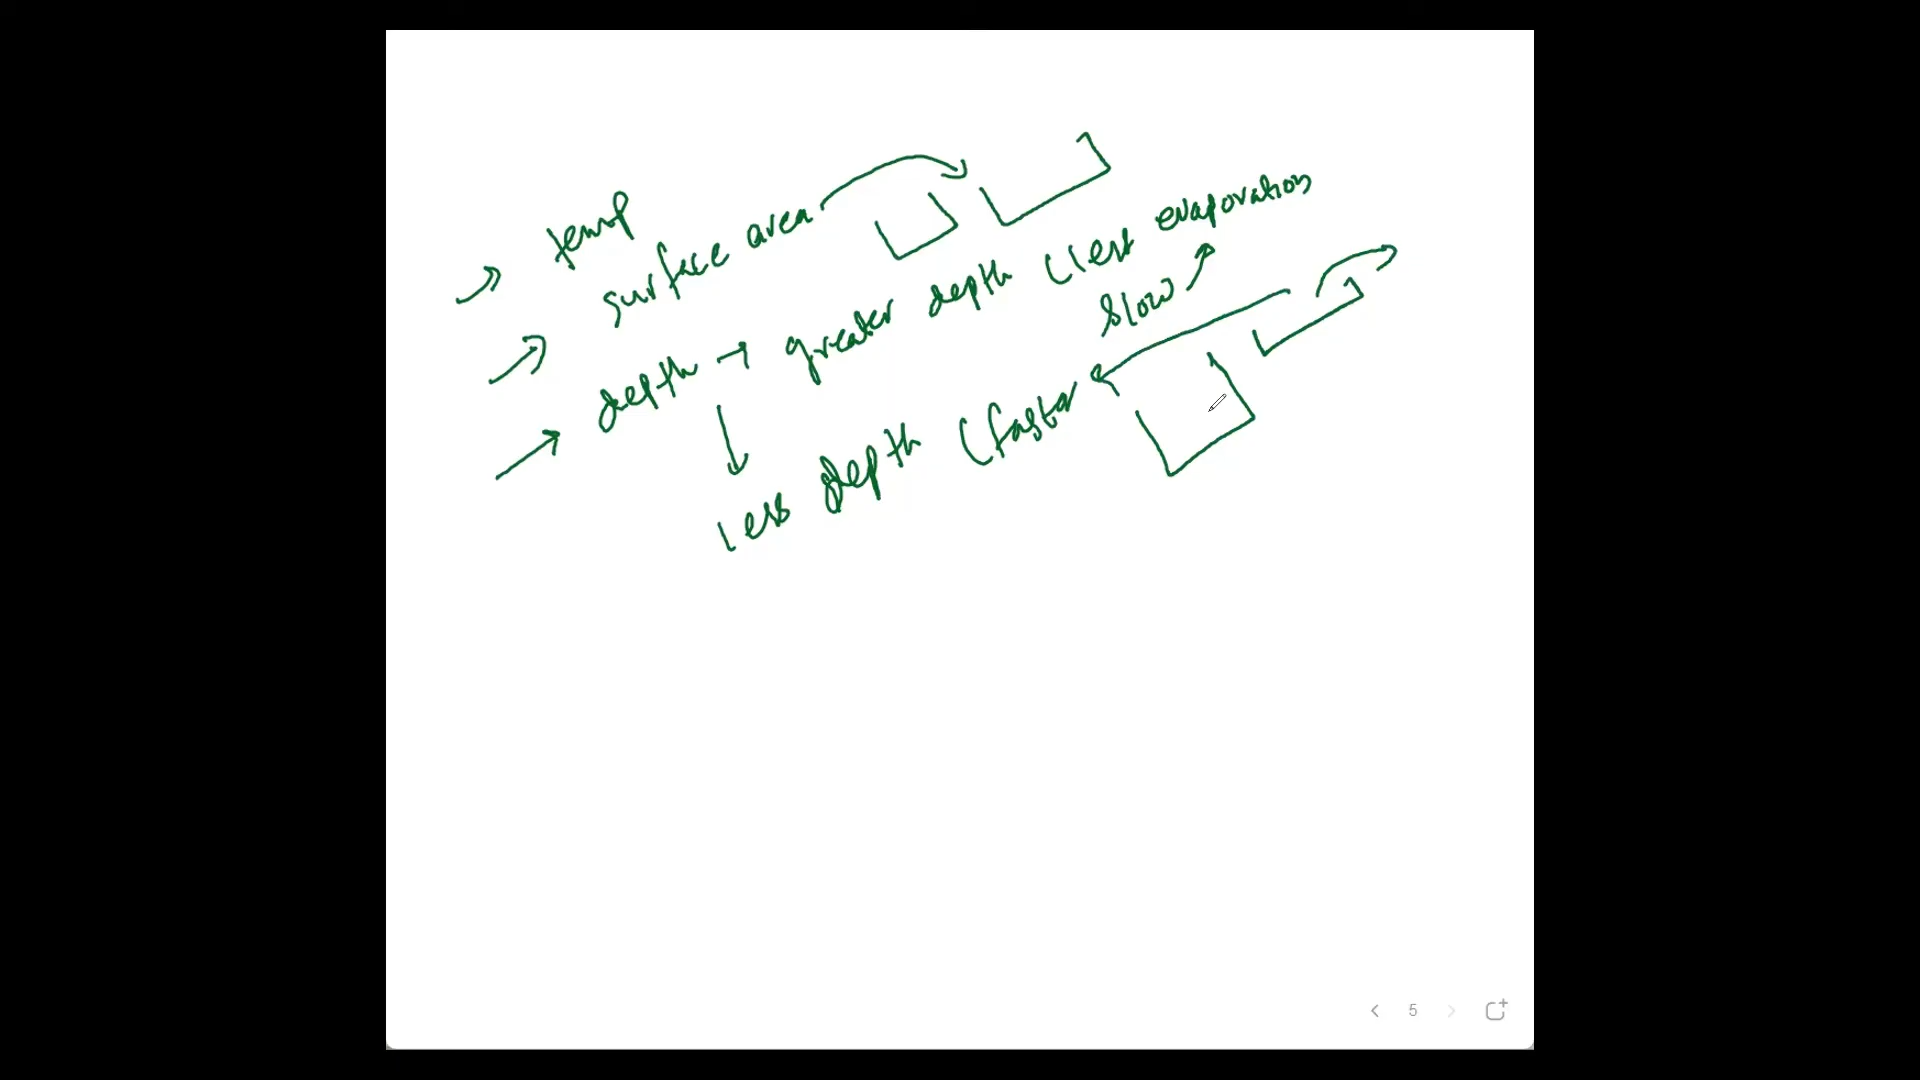 temp
surface area
depth → greater depth (less evaporation
slow
less depth (faster
5